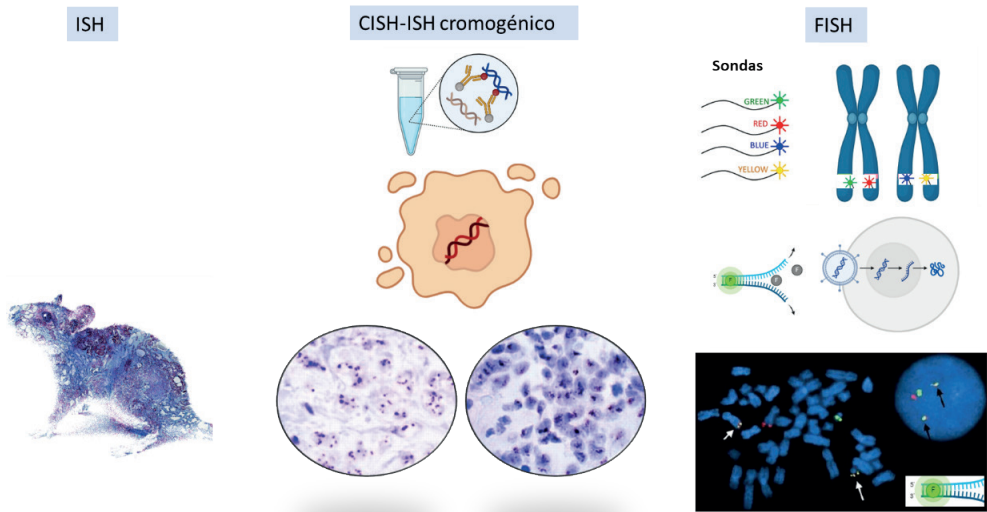 ISH
CISH-ISH cromogénico
FISH
Sondas
GREEN
RED
BLUE
YELLOW
F
F
F
F